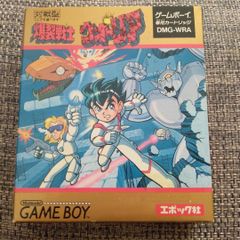 爆裂戦士
ウォーリア
ゲームボーイ
専用カートリッジ
DMG-WRA
Nintendo
GAME BOY
エポック社